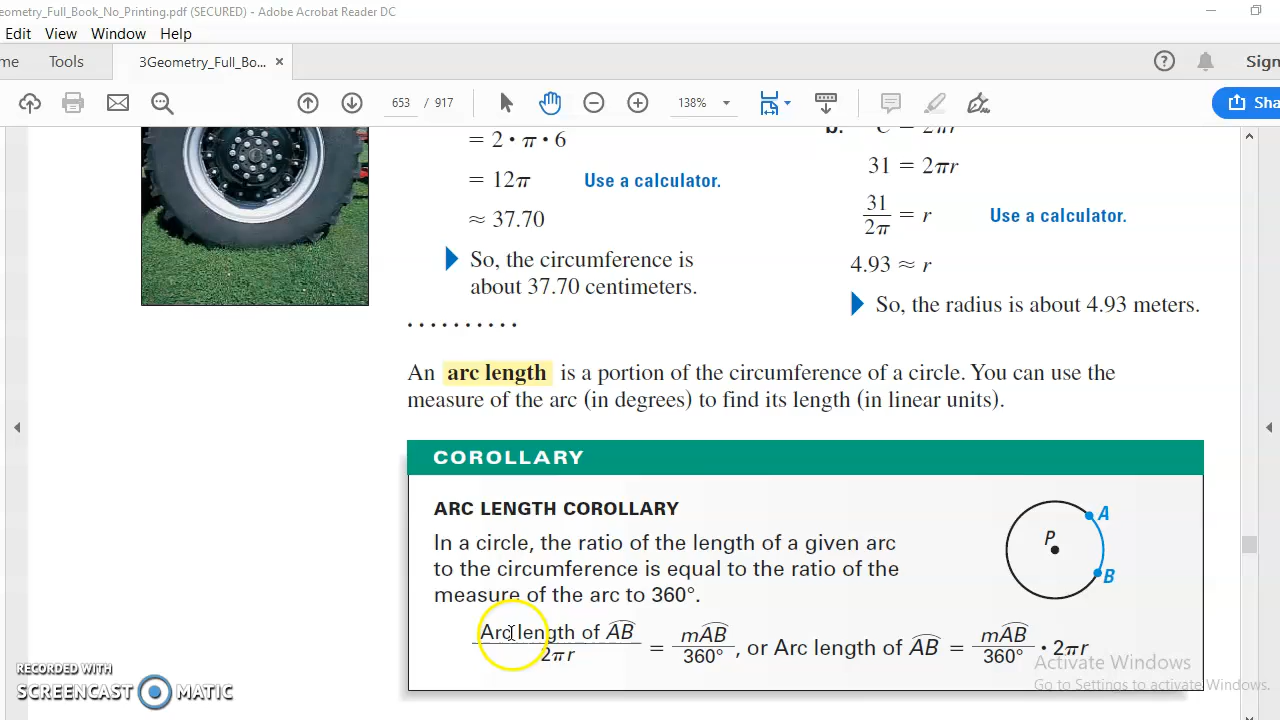 eometry_Full_Book_No_Printing.pdf (SECURED) - Adobe Acrobat Reader DC
Edit View Window Help
me Tools 3Geometry_Full_Bo... × Sign
653 / 917 138% Sha
= 2 • π • 6
= 12π Use a calculator.
≈ 37.70
So, the circumference is
about 37.70 centimeters.
b. C = 2πr
31 = 2πr
31/2π = r Use a calculator.
4.93 ≈ r
So, the radius is about 4.93 meters.
. . . . . . . . . .
An arc length is a portion of the circumference of a circle. You can use the
measure of the arc (in degrees) to find its length (in linear units).
COROLLARY
ARC LENGTH COROLLARY
In a circle, the ratio of the length of a given arc
to the circumference is equal to the ratio of the
measure of the arc to 360°.
P A B
Arc length of AB/2πr = mAB/360°, or Arc length of AB = mAB/360° • 2πr
Activate Windows
Go to Settings to activate Windows.
RECORDED WITH
SCREENCAST MATIC